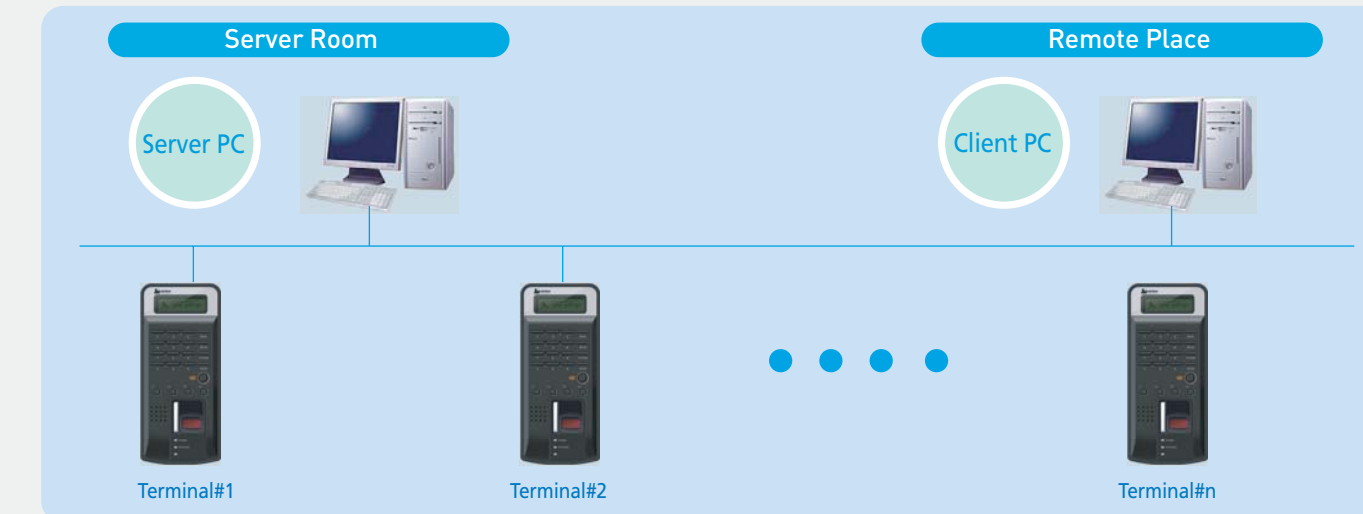 Server Room
Remote Place
Server PC
Client PC
Terminal#1
Terminal#2
Terminal#n